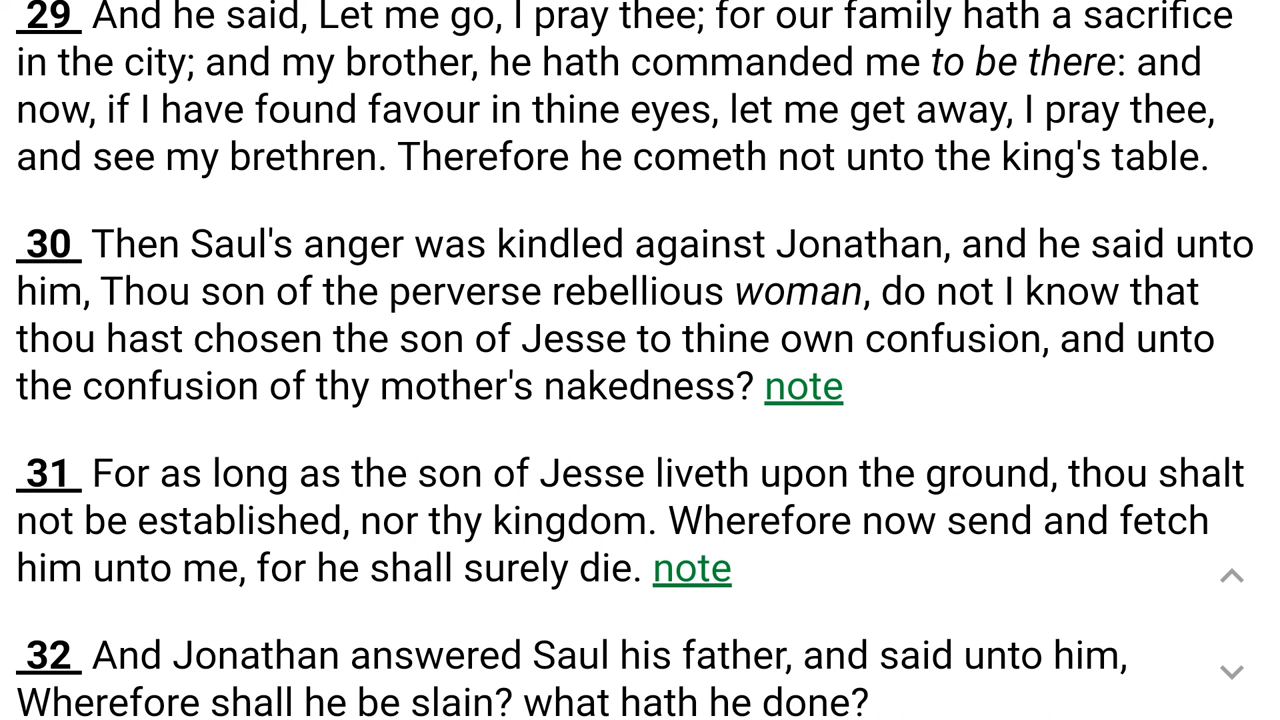 29 And he said, Let me go, I pray thee; for our family hath a sacrifice
in the city; and my brother, he hath commanded me to be there: and
now, if I have found favour in thine eyes, let me get away, I pray thee,
and see my brethren. Therefore he cometh not unto the king's table.
30 Then Saul's anger was kindled against Jonathan, and he said unto
him, Thou son of the perverse rebellious woman, do not I know that
thou hast chosen the son of Jesse to thine own confusion, and unto
the confusion of thy mother's nakedness? note
31 For as long as the son of Jesse liveth upon the ground, thou shalt
not be established, nor thy kingdom. Wherefore now send and fetch
him unto me, for he shall surely die. note
32 And Jonathan answered Saul his father, and said unto him,
Wherefore shall he be slain? what hath he done?